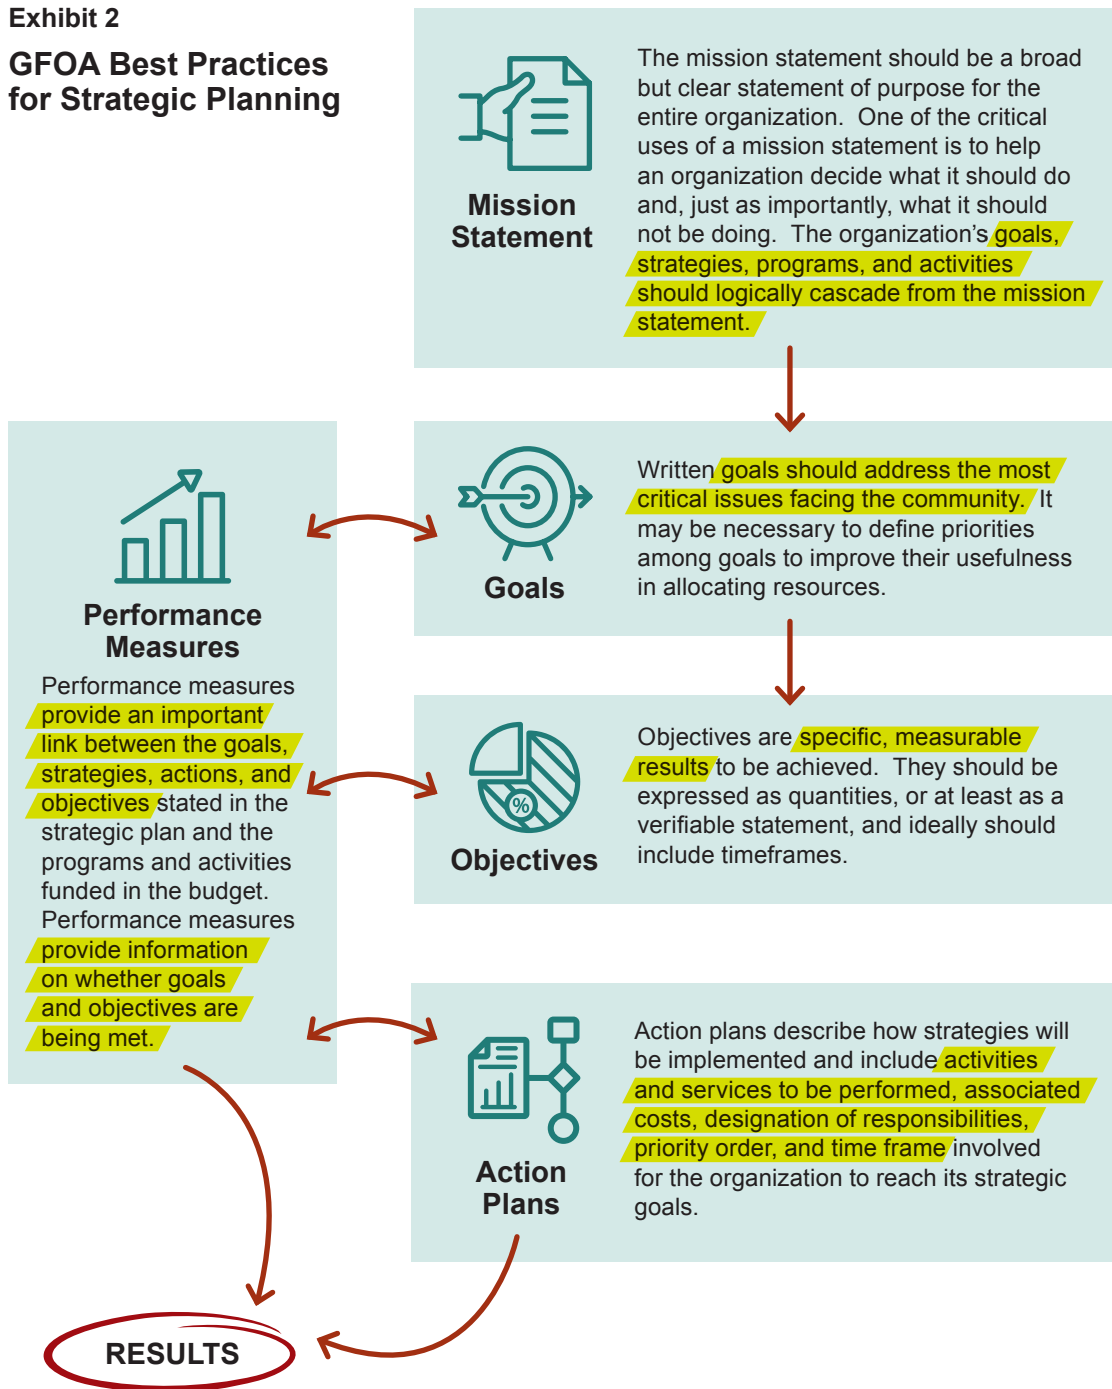 Exhibit 2
GFOA Best Practices
for Strategic Planning
Mission
Statement
The mission statement should be a broad
but clear statement of purpose for the
entire organization.  One of the critical
uses of a mission statement is to help
an organization decide what it should do
and, just as importantly, what it should
not be doing.  The organization's goals,
strategies, programs, and activities
should logically cascade from the mission
statement.
Goals
Written goals should address the most
critical issues facing the community.  It
may be necessary to define priorities
among goals to improve their usefulness
in allocating resources.
Performance
Measures
Performance measures
provide an important
link between the goals,
strategies, actions, and
objectives stated in the
strategic plan and the
programs and activities
funded in the budget.
Performance measures
provide information
on whether goals
and objectives are
being met.
%
Objectives
Objectives are specific, measurable
results to be achieved.  They should be
expressed as quantities, or at least as a
verifiable statement, and ideally should
include timeframes.
Action
Plans
Action plans describe how strategies will
be implemented and include activities
and services to be performed, associated
costs, designation of responsibilities,
priority order, and time frame involved
for the organization to reach its strategic
goals.
RESULTS